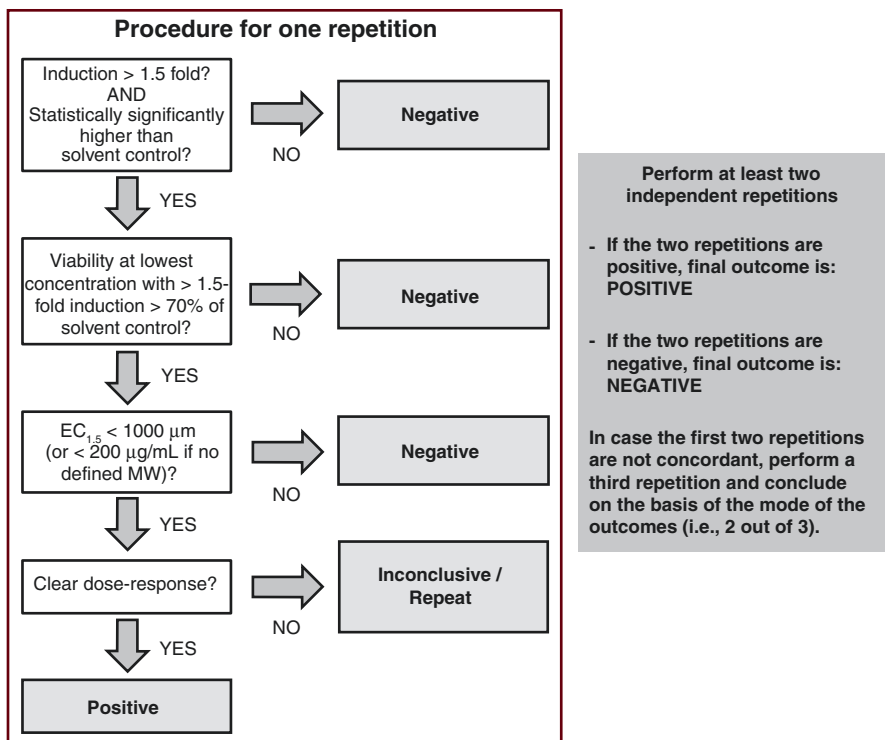 Procedure for one repetition
Induction > 1.5 fold?
AND
Statistically significantly
higher than
solvent control?
NO
Negative
YES
Viability at lowest
concentration with > 1.5-
fold induction > 70% of
solvent control?
NO
Negative
YES
EC1.5 < 1000 μm
(or < 200 μg/mL if no
defined MW)?
NO
Negative
YES
Clear dose-response?
NO
Inconclusive /
Repeat
YES
Positive
Perform at least two
independent repetitions
- If the two repetitions are
positive, final outcome is:
POSITIVE
- If the two repetitions are
negative, final outcome is:
NEGATIVE
In case the first two repetitions
are not concordant, perform a
third repetition and conclude
on the basis of the mode of the
outcomes (i.e., 2 out of 3).